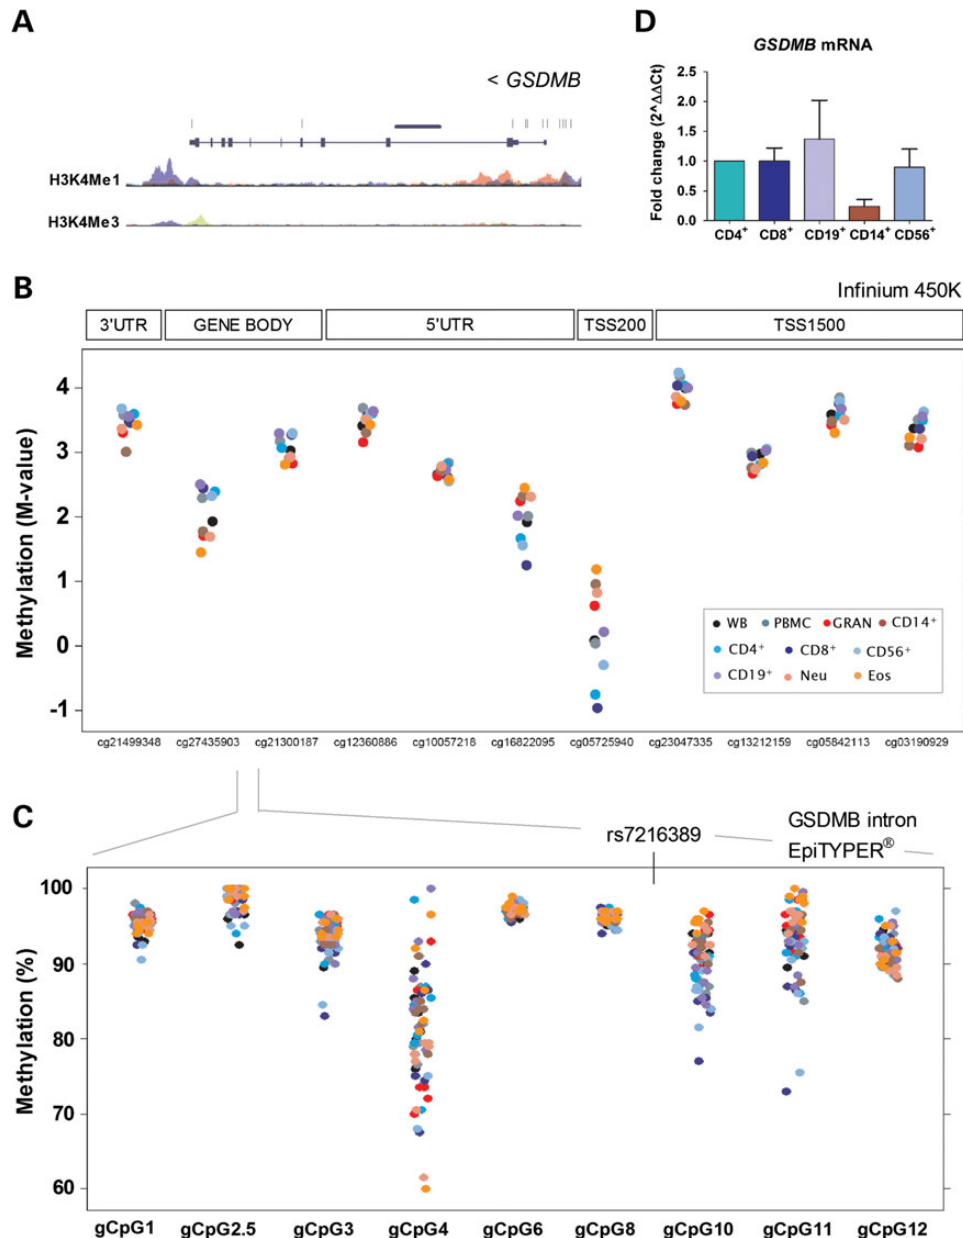 A
D
GSDMB mRNA
< GSDMB
H3K4Me1
H3K4Me3
Fold change (2^ΔΔCt)
2.5
2.0
1.5
1.0
0.5
0.0
CD4+ CD8+ CD19+ CD14+ CD56+
B
Infinium 450K
3'UTR GENE BODY 5'UTR TSS200 TSS1500
Methylation (M-value)
4
3
2
1
0
-1
WB PBMC GRAN CD14+
CD4+ CD8+ CD56+
CD19+ Neu Eos
cg21499348 cg27435903 cg21300187 cg12360886 cg10057218 cg16822095 cg05725940 cg23047335 cg13212159 cg05842113 cg03190929
C
rs7216389
GSDMB intron
EpiTYPER®
Methylation (%)
100
90
80
70
60
gCpG1 gCpG2.5 gCpG3 gCpG4 gCpG6 gCpG8 gCpG10 gCpG11 gCpG12